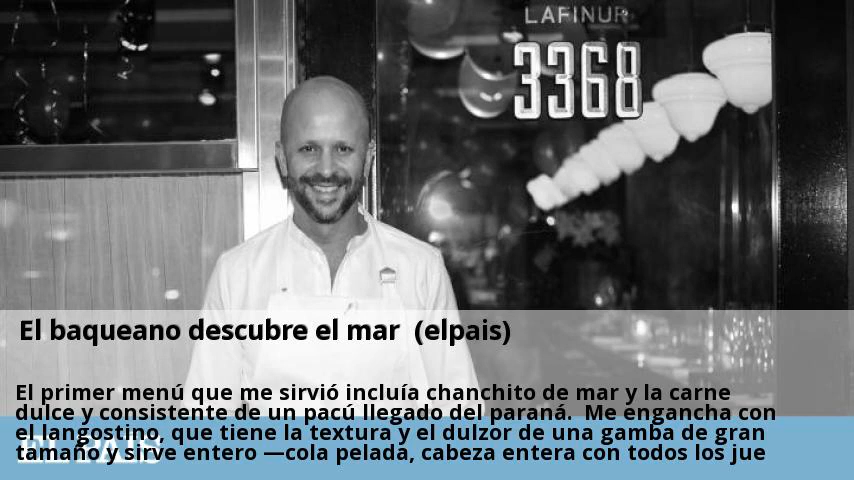 LAFINUR
3368
El baqueano descubre el mar (elpais)
El primer menú que me sirvió incluía chanchito de mar y la carne
dulce y consistente de un pacú llegado del paraná. Me engancha con
el langostino, que tiene la textura y el dulzor de una gamba de gran
tamaño y sirve entero —cola pelada, cabeza entera con todos los jue
EL PAIS